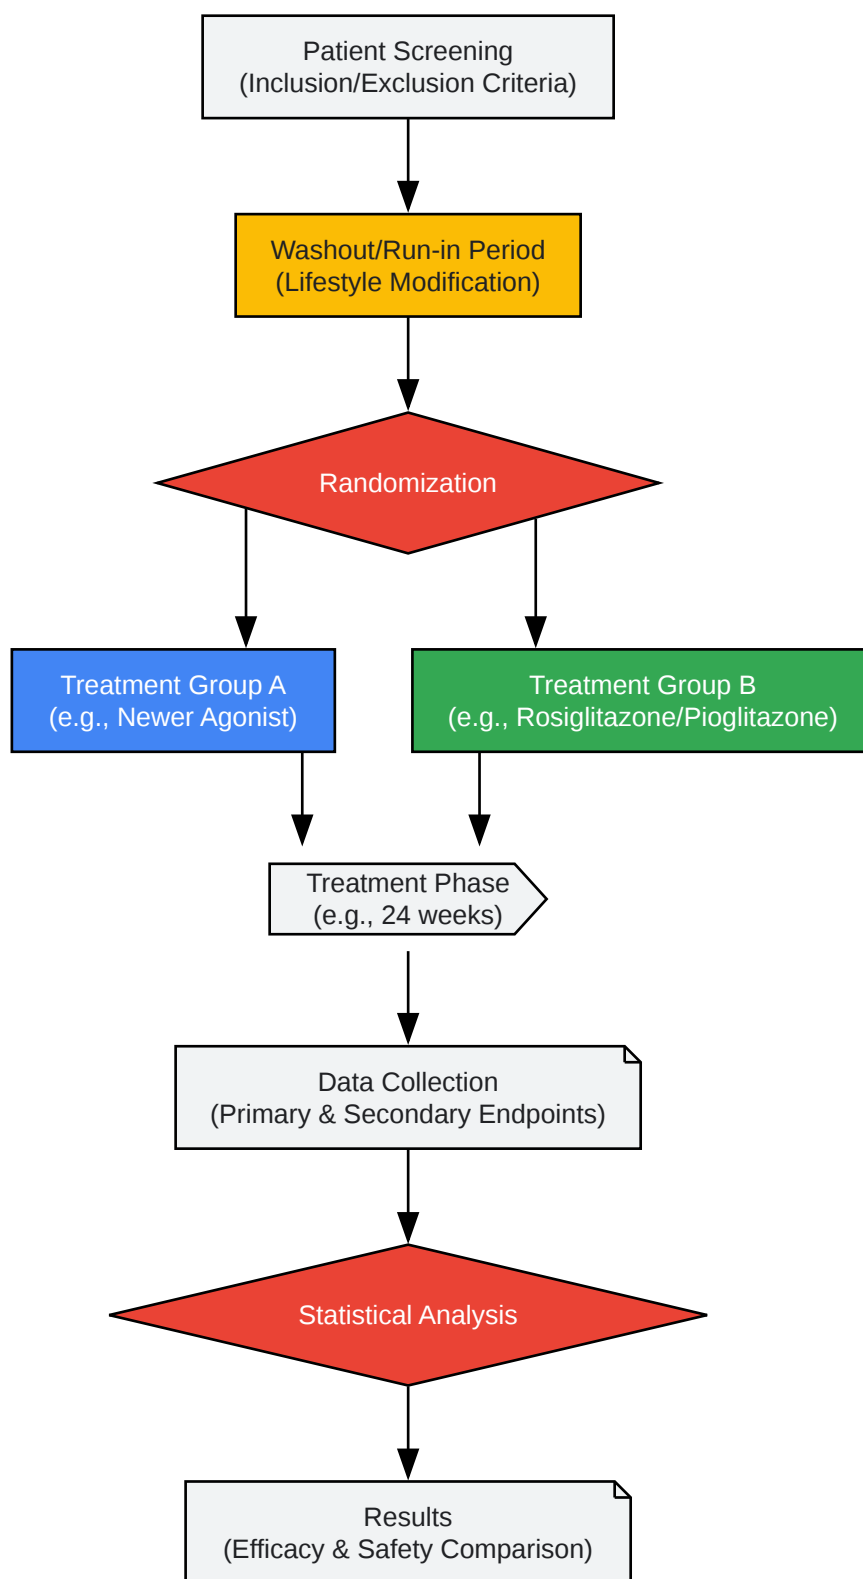 Patient Screening
(Inclusion/Exclusion Criteria)
Washout/Run-in Period
(Lifestyle Modification)
Randomization
Treatment Group A
(e.g., Newer Agonist)
Treatment Group B
(e.g., Rosiglitazone/Pioglitazone)
Treatment Phase
(e.g., 24 weeks)
Data Collection
(Primary & Secondary Endpoints)
Statistical Analysis
Results
(Efficacy & Safety Comparison)